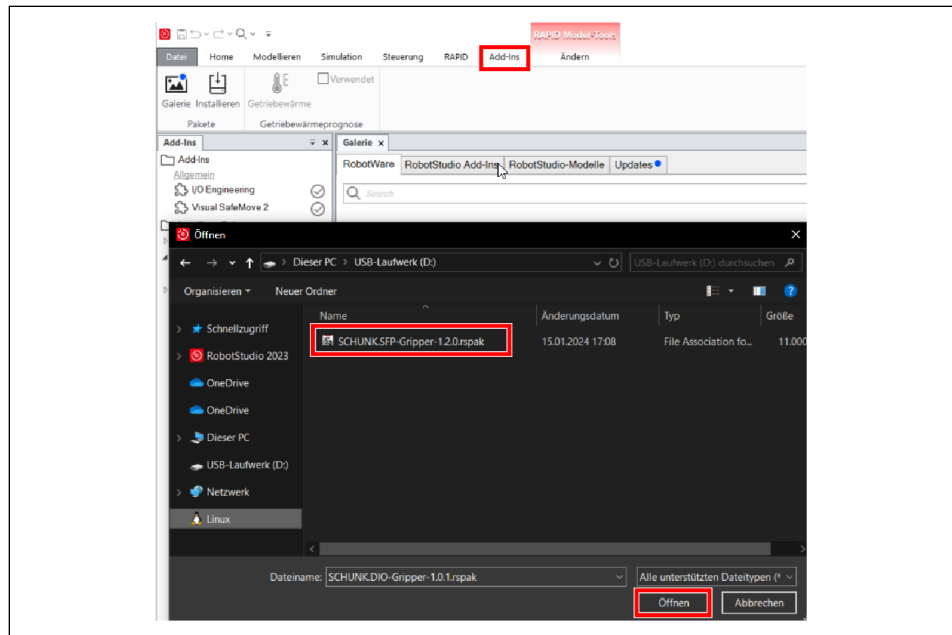 RAPID Modul-Tools
Datei Home Modellieren Simulation Steuerung RAPID Add-Ins Ändern
Verwendet
Galerie Installieren Getriebewärme
Pakete Getriebewärmeprognose
Add-Ins Galerie
Add-Ins
RobotWare RobotStudio Add-Ins RobotStudio-Modelle Updates
Allgemein
I/O Engineering
Search
Visual SafeMove 2
Öffnen
Dieser PC > USB-Laufwerk (D:) USB-Laufwerk (D:) durchsuchen
Organisieren Neuer Ordner
Name Änderungsdatum Typ Größe
Schnellzugriff
SCHUNK.SFP-Gripper-1.2.0.rspak 15.01.2024 17:08 File Association fo... 11.000
RobotStudio 2023
OneDrive
OneDrive
Dieser PC
USB-Laufwerk (D:)
Netzwerk
Linux
Dateiname: SCHUNK.DIO-Gripper-1.0.1.rspak Alle unterstützten Dateitypen (*
Öffnen Abbrechen